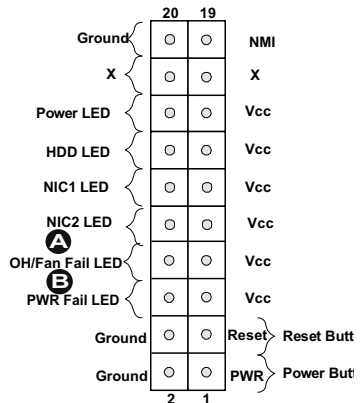 20 19
Ground NMI
X X
Power LED Vcc
HDD LED Vcc
NIC1 LED Vcc
NIC2 LED Vcc
A
OH/Fan Fail LED Vcc
B
PWR Fail LED Vcc
Ground Reset Reset Butt
Ground PWR Power Butt
2 1